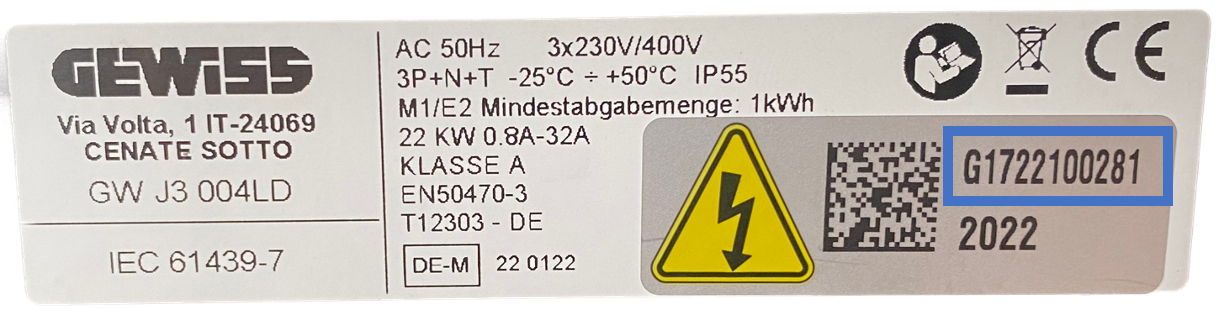 GEWISS
Via Volta, 1 IT-24069
CENATE SOTTO
GW J3 004LD
IEC 61439-7
AC 50Hz 3x230V/400V
3P+N+T -25°C ÷ +50°C IP55
M1/E2 Mindestabgabemenge: 1kWh
22 KW 0.8A-32A
KLASSE A
EN50470-3
T12303 - DE
DE-M 22 0122
CE
G1722100281
2022